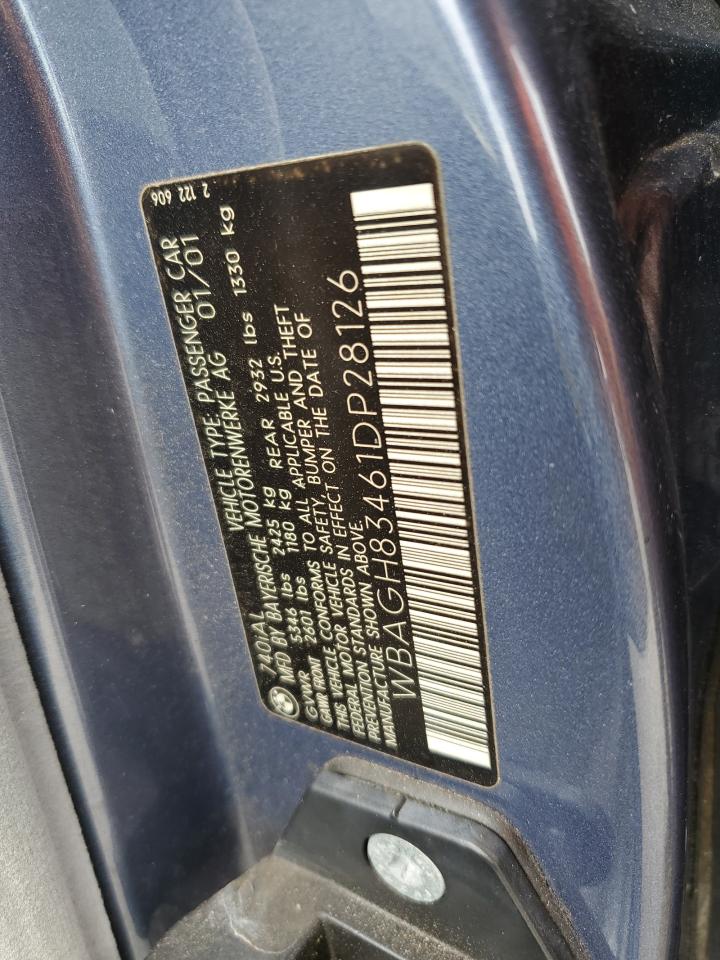 740iAL VEHICLE TYPE PASSENGER CAR
MFD BY BAYERISCHE MOTORENWERKE AG 01/01
GVWR 5346 lbs 2425 kg
GAWR FRONT 2601 lbs 1180 kg REAR 2932 lbs 1330 kg
THIS VEHICLE CONFORMS TO ALL APPLICABLE U.S.
FEDERAL MOTOR VEHICLE SAFETY, BUMPER AND THEFT
PREVENTION STANDARDS IN EFFECT ON THE DATE OF
MANUFACTURE SHOWN ABOVE.
WBAGH83461DP28126
2 122 606